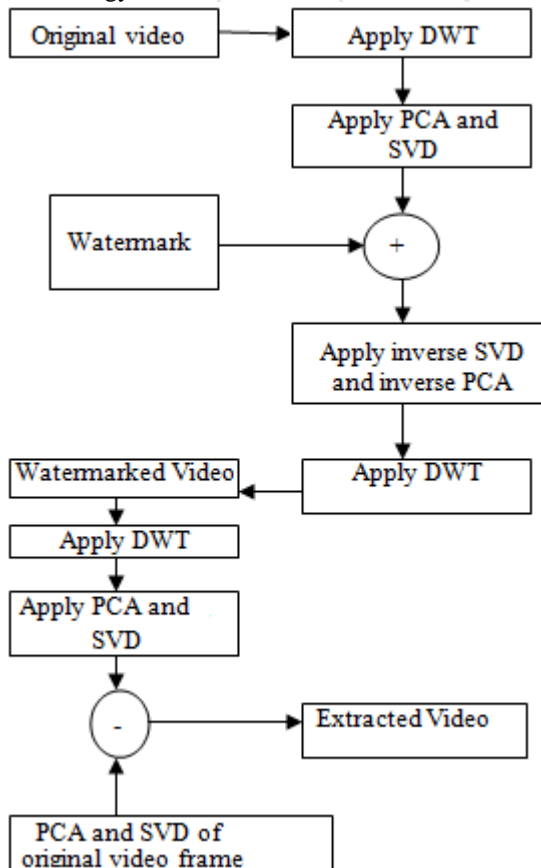 Original video
Apply DWT
Apply PCA and
SVD
Watermark
+
Apply inverse SVD
and inverse PCA
Apply DWT
Watermarked Video
Apply DWT
Apply PCA and
SVD
-
Extracted Video
PCA and SVD of
original video frame